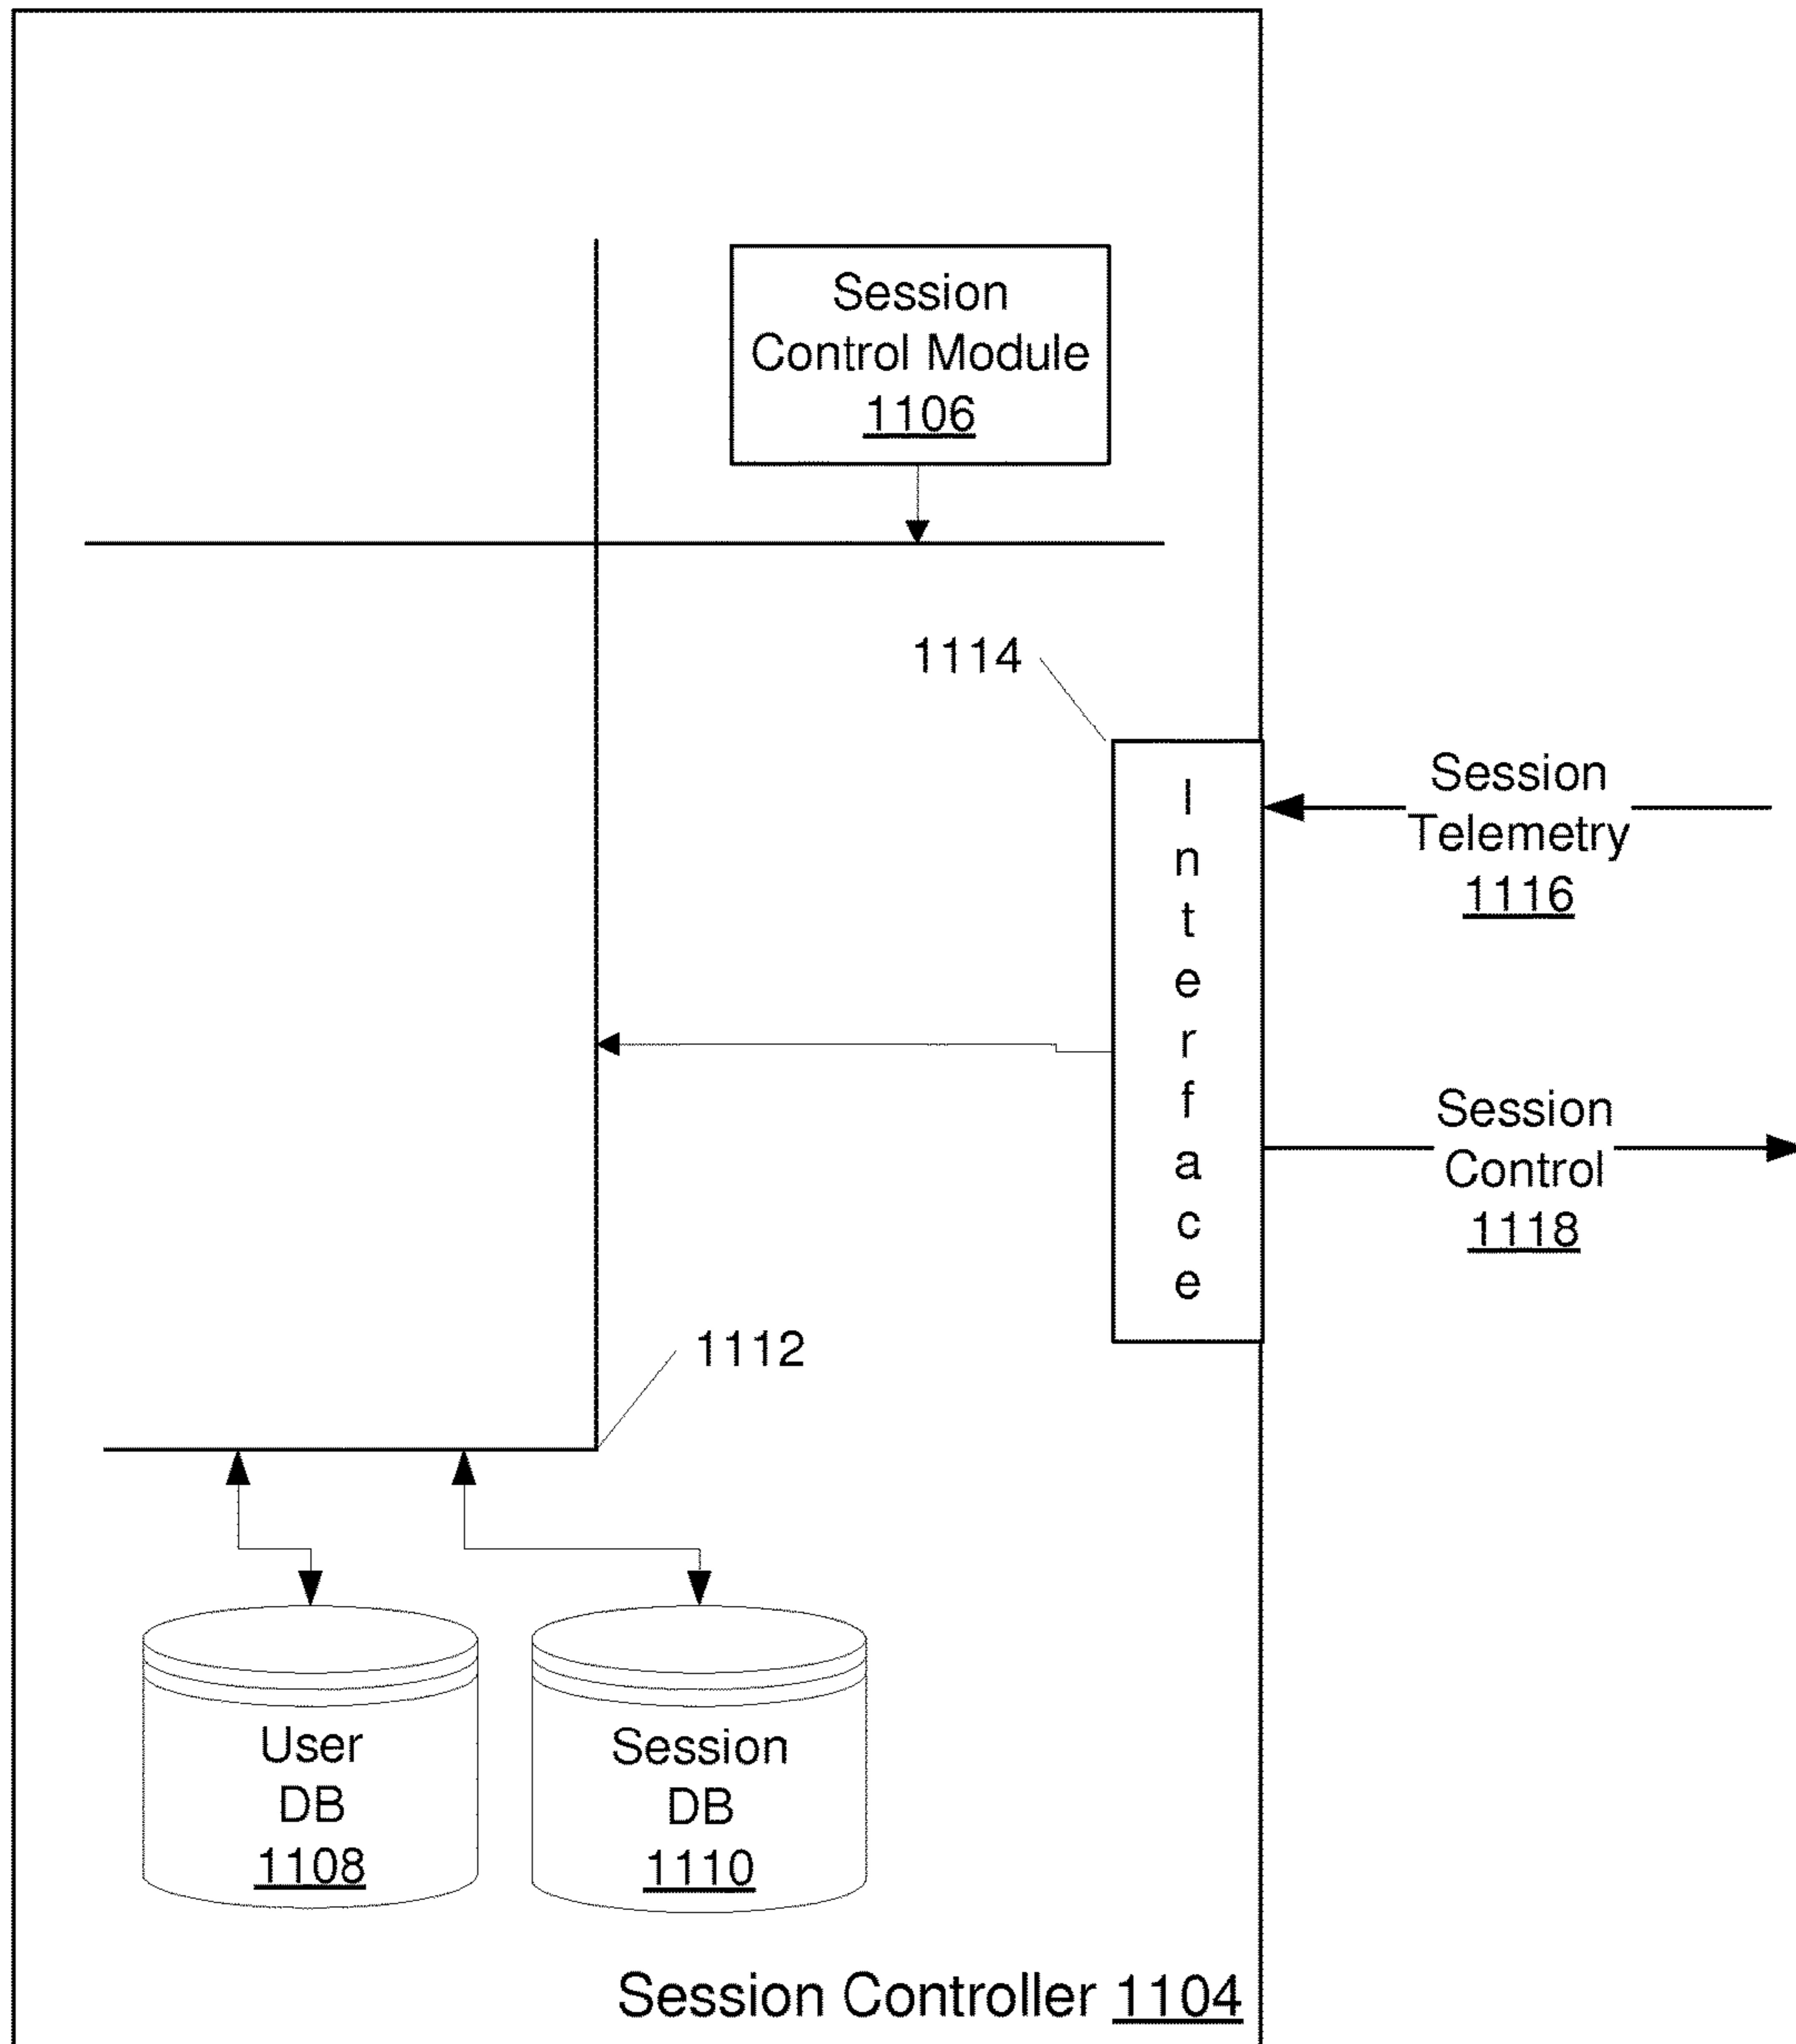 Session
Control Module
1106
1114
Interface
Session
Telemetry
1116
Session
Control
1118
1112
User
DB
1108
Session
DB
1110
Session Controller 1104